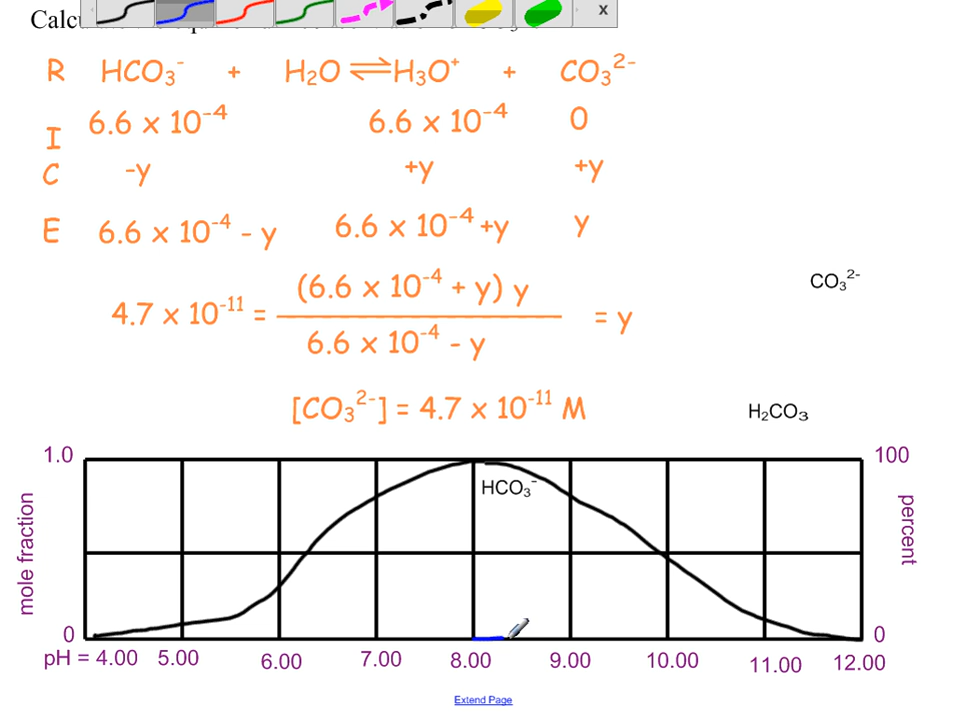 x
R HCO₃⁻ + H₂O ⇌ H₃O⁺ + CO₃²⁻
I 6.6 x 10⁻⁴ 6.6 x 10⁻⁴ 0
C -y +y +y
E 6.6 x 10⁻⁴ - y 6.6 x 10⁻⁴ +y y
4.7 x 10⁻¹¹ = (6.6 x 10⁻⁴ + y) y
6.6 x 10⁻⁴ - y
= y
CO₃²⁻
[CO₃²⁻] = 4.7 x 10⁻¹¹ M
H₂CO₃
1.0 100
HCO₃⁻
mole fraction
percent
0 0
pH = 4.00 5.00 6.00 7.00 8.00 9.00 10.00 11.00 12.00
Extend Page